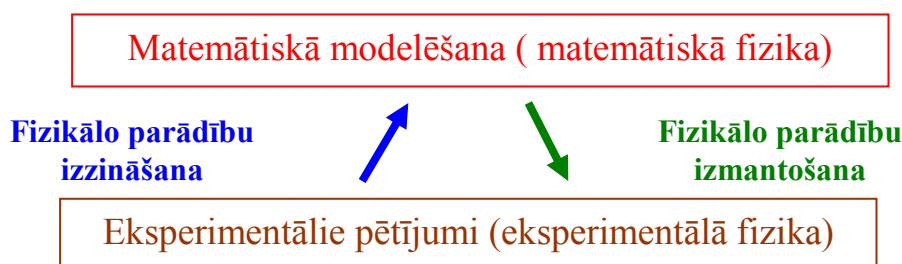 Matemātiskā modelēšana ( matemātiskā fizika)
Fizikālo parādību
izzināšana
Fizikālo parādību
izmantošana
Eksperimentālie pētījumi (eksperimentālā fizika)